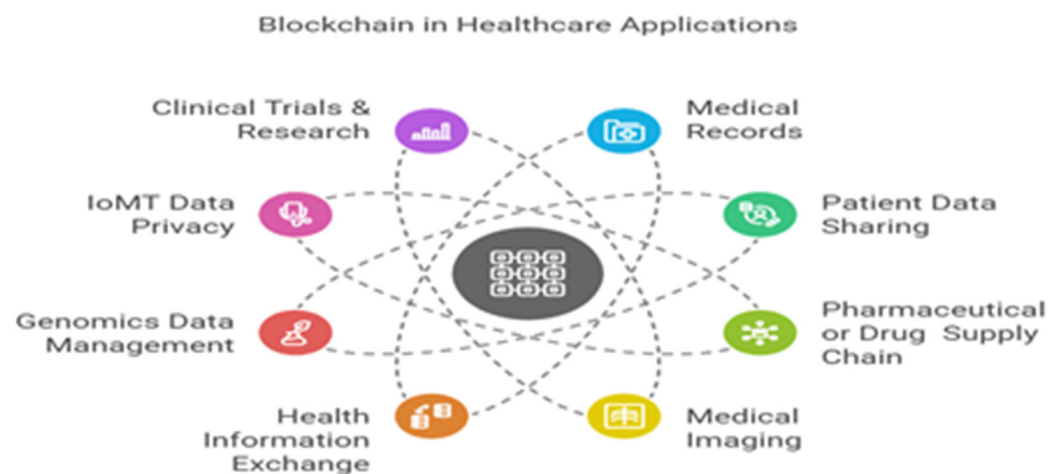 Blockchain in Healthcare Applications
Clinical Trials &
Research
Medical
Records
IoMT Data
Privacy
Patient Data
Sharing
Genomics Data
Management
Pharmaceutical
or Drug Supply
Chain
Health
Information
Exchange
Medical
Imaging